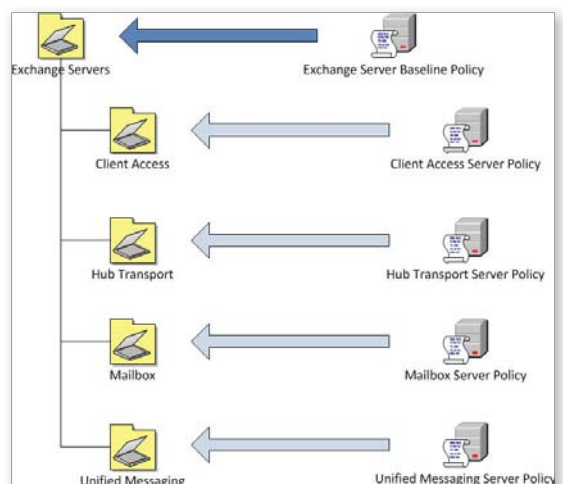 Exchange Servers
Exchange Server Baseline Policy
Client Access
Client Access Server Policy
Hub Transport
Hub Transport Server Policy
Mailbox
Mailbox Server Policy
Unified Messaging
Unified Messaging Server Policy